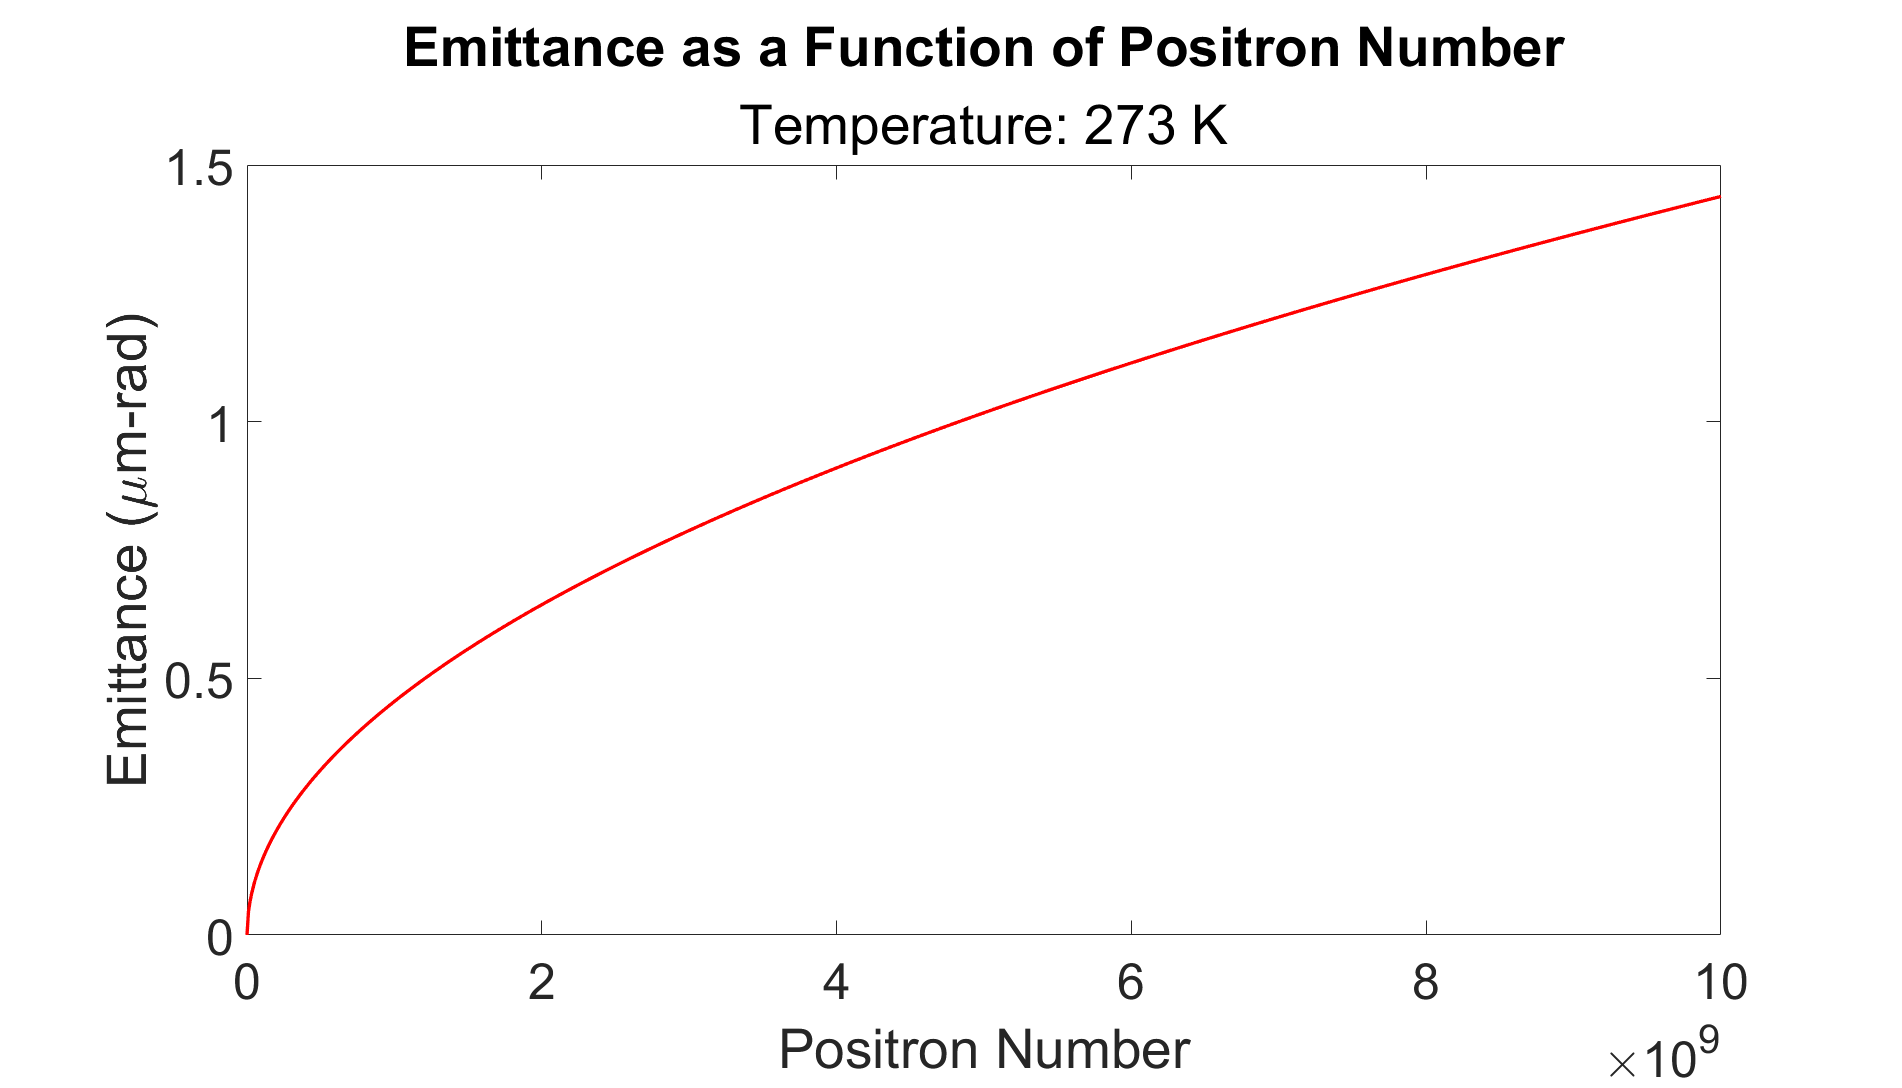 Emittance as a Function of Positron Number
Temperature: 273 K
1.5
1
0.5
0
Emittance (μm-rad)
0 2 4 6 8 10
Positron Number
×10⁹